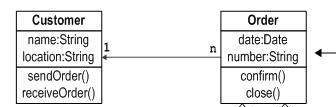 Customer
name:String
location:String
sendOrder()
receiveOrder()
1
n
Order
date:Date
number:String
confirm()
close()